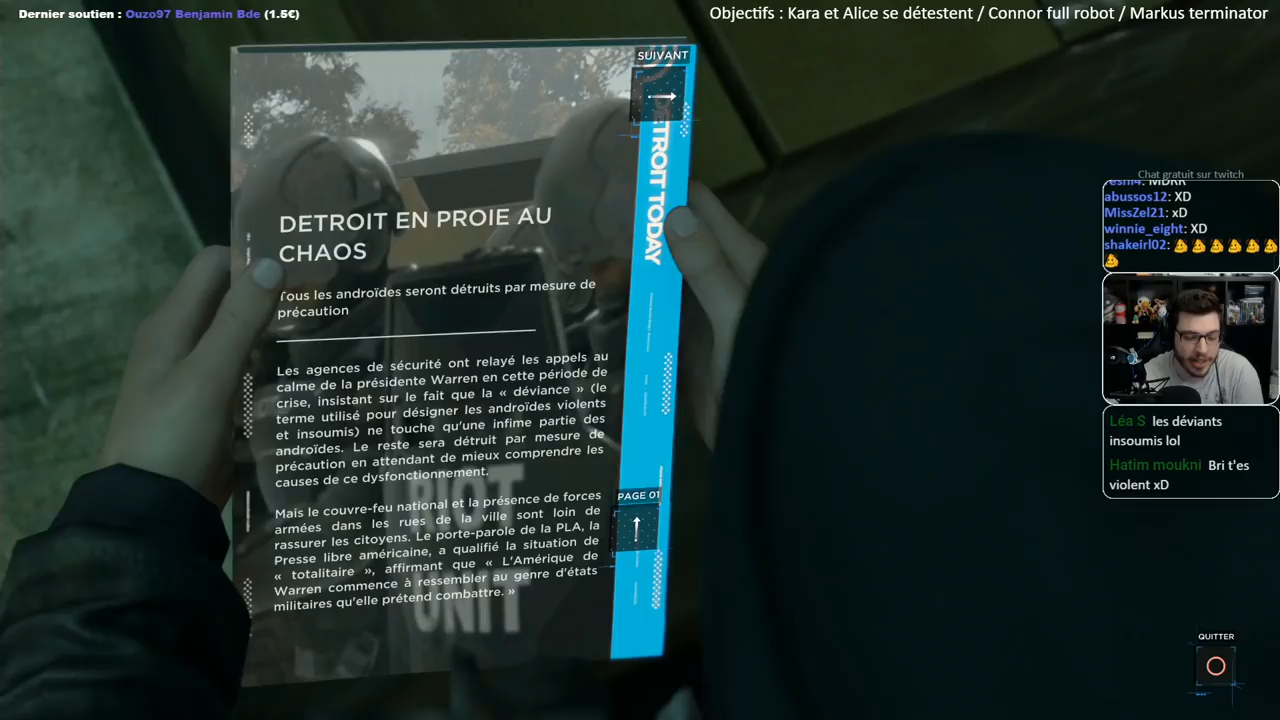 Dernier soutien : Ouzo97 Benjamin Bde (1.5€)
Objectifs : Kara et Alice se détestent / Connor full robot / Markus terminator
SUIVANT
DETROIT TODAY
DETROIT EN PROIE AU
CHAOS
Tous les androïdes seront détruits par mesure de
précaution
Les agences de sécurité ont relayé les appels au
calme de la présidente Warren en cette période de
crise, insistant sur le fait que la « déviance » (le
terme utilisé pour désigner les androïdes violents
et insoumis) ne touche qu'une infime partie des
androïdes. Le reste sera détruit par mesure de
précaution en attendant de mieux comprendre les
causes de ce dysfonctionnement.
Mais le couvre-feu national et la présence de forces
armées dans les rues de la ville sont loin de
rassurer les citoyens. Le porte-parole de la PLA, la
Presse libre américaine, a qualifié la situation de
« totalitaire », affirmant que « L'Amérique de
Warren commence à ressembler au genre d'états
militaires qu'elle prétend combattre. »
RIOT
UNIT
PAGE 01
Chat gratuit sur twitch
MDRR
abussos12: XD
MissZel21: xD
winnie_eight: XD
shakeirl02:
Léa S les déviants
insoumis lol
Hatim moukni Bri t'es
violent xD
QUITTER